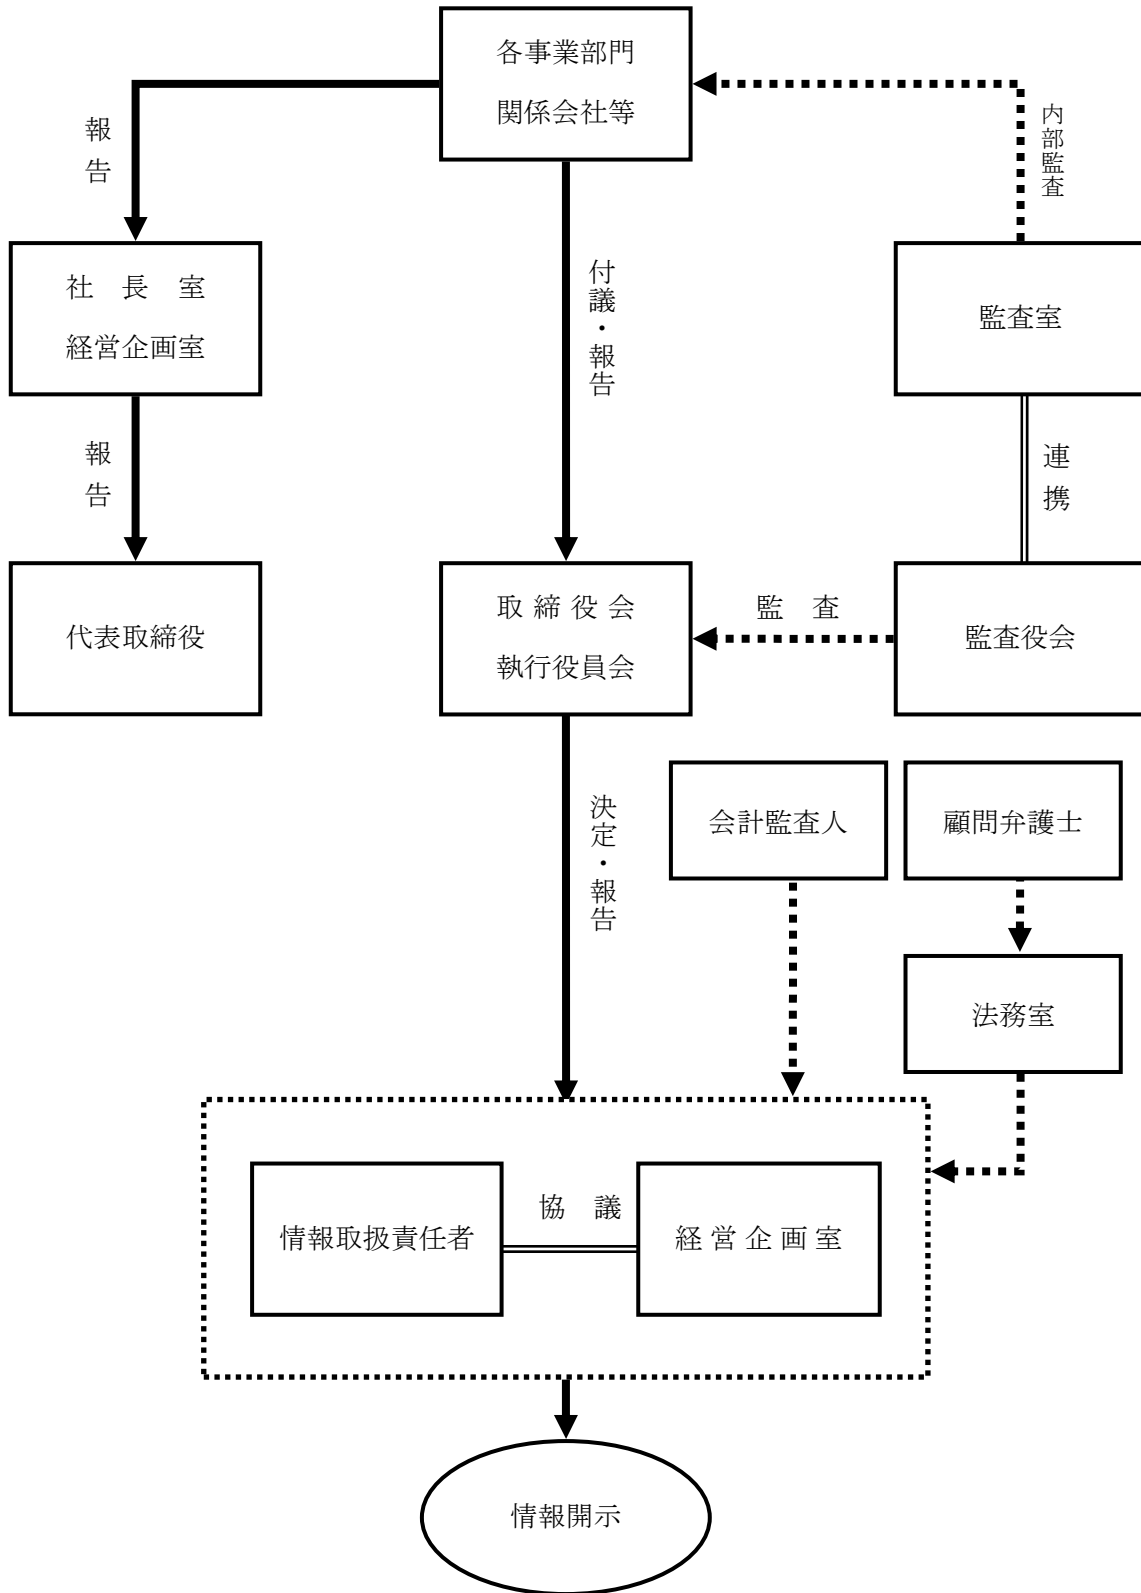 各事業部門
関係会社等
報告
内部監査
社　長　室
経営企画室
付議・報告
監査室
報告
連携
代表取締役
取 締 役 会
執行役員会
監　査
監査役会
決定・報告
会計監査人
顧問弁護士
法務室
情報取扱責任者
協　議
経 営 企 画 室
情報開示